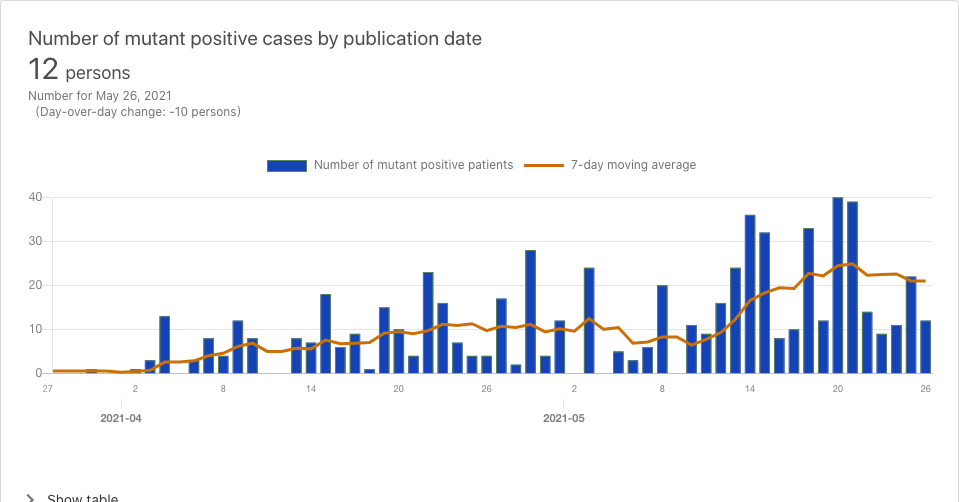 Number of mutant positive cases by publication date
12 persons
Number for May 26, 2021
(Day-over-day change: -10 persons)
Number of mutant positive patients 7-day moving average
40
30
20
10
0
27 2 8 14 20 26 2 8 14 20 26
2021-04 2021-05
Show table